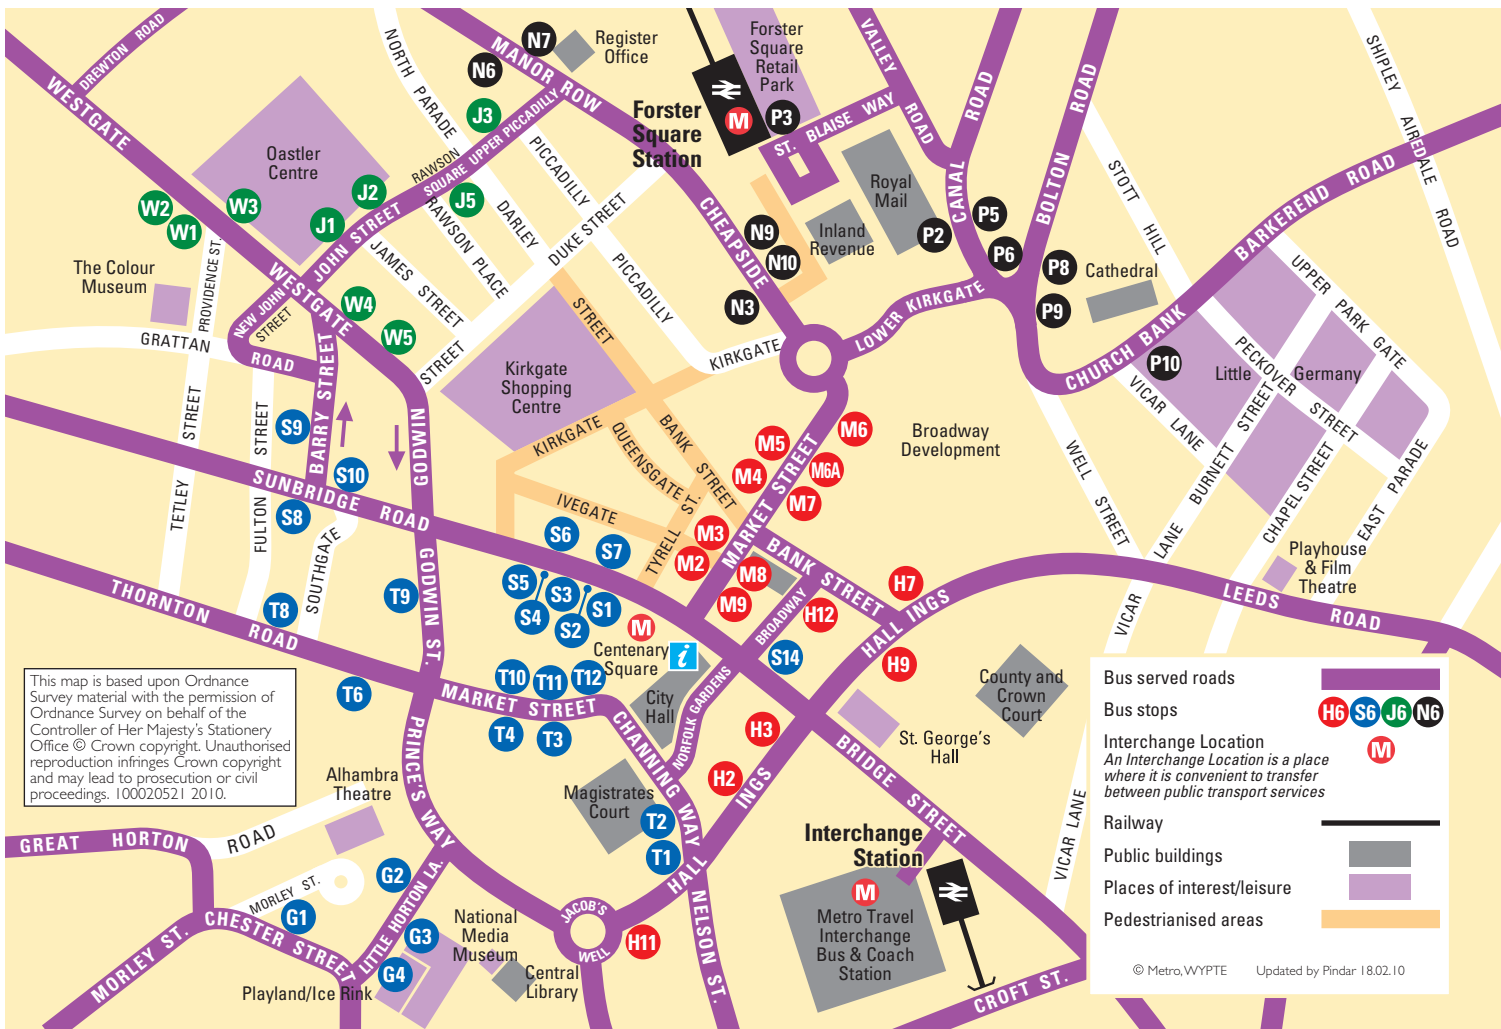 DREWTON ROAD
WESTGATE
NORTH PARADE
MANOR ROW
N7
N6
Register
Office
J3
Forster
Square
Retail
Park
Forster
Square
Station
M
P3
ST. BLAISE WAY
VALLEY ROAD
CANAL ROAD
BOLTON ROAD
SHIPLEY AIREDALE ROAD
STOTT HILL
BARKEREND ROAD
Oastler
Centre
RAWSON
SQUARE
UPPER PICCADILLY
PICCADILLY
PICCADILLY
DARLEY
STREET
DUKE STREET
RAWSON PLACE
J5
J2
J1
JOHN STREET
JAMES STREET
W3
W2
W1
PROVIDENCE ST.
The Colour
Museum
WESTGATE
NEW JOHN
STREET
W4
W5
GRATTAN
ROAD
BARRY STREET
STREET
Kirkgate
Shopping
Centre
KIRKGATE
KIRKGATE
CHEAPSIDE
N9
N10
N3
Inland
Revenue
Royal
Mail
P2
P5
P6
P8
P9
Cathedral
LOWER KIRKGATE
CHURCH BANK
P10
Little Germany
UPPER PARK GATE
PECKOVER STREET
VICAR LANE
BURNETT STREET
CHAPEL STREET
EAST PARADE
WELL STREET
VICAR LANE
VICAR LANE
TETLEY STREET
FULTON STREET
S9
S10
S8
SUNBRIDGE ROAD
SOUTHGATE
GODWIN
GODWIN ST.
IVEGATE
QUEENSGATE
BANK STREET
TYRELL ST.
MARKET STREET
M6
M5
M6A
M4
M7
M3
M2
M8
M9
Broadway
Development
BANK STREET
BROADWAY
H12
H7
HALL INGS
H9
LEEDS ROAD
Playhouse
& Film
Theatre
S6
S7
S5
S3
S1
S4
S2
M
Centenary
Square
i
City
Hall
S14
NORFOLK GARDENS
THORNTON ROAD
T8
T9
T6
T10
T11
T12
MARKET STREET
T4
T3
CHANNING WAY
PRINCE'S WAY
County and
Crown
Court
St. George's
Hall
BRIDGE STREET
H3
H2
HALL INGS
Magistrates
Court
T2
T1
NELSON ST.
Alhambra
Theatre
GREAT HORTON
ROAD
MORLEY ST.
G2
G1
CHESTER STREET
MORLEY ST.
LITTLE HORTON LA.
G3
G4
Playland/Ice Rink
National
Media
Museum
Central
Library
JACOB'S
WELL
H11
Interchange
Station
M
Metro Travel
Interchange
Bus & Coach
Station
CROFT ST.
This map is based upon Ordnance
Survey material with the permission of
Ordnance Survey on behalf of the
Controller of Her Majesty's Stationery
Office © Crown copyright. Unauthorised
reproduction infringes Crown copyright
and may lead to prosecution or civil
proceedings. 100020521 2010.
Bus served roads
Bus stops
H6 S6 J6 N6
Interchange Location
An Interchange Location is a place
where it is convenient to transfer
between public transport services
M
Railway
Public buildings
Places of interest/leisure
Pedestrianised areas
© Metro, WYPTE Updated by Pindar 18.02.10